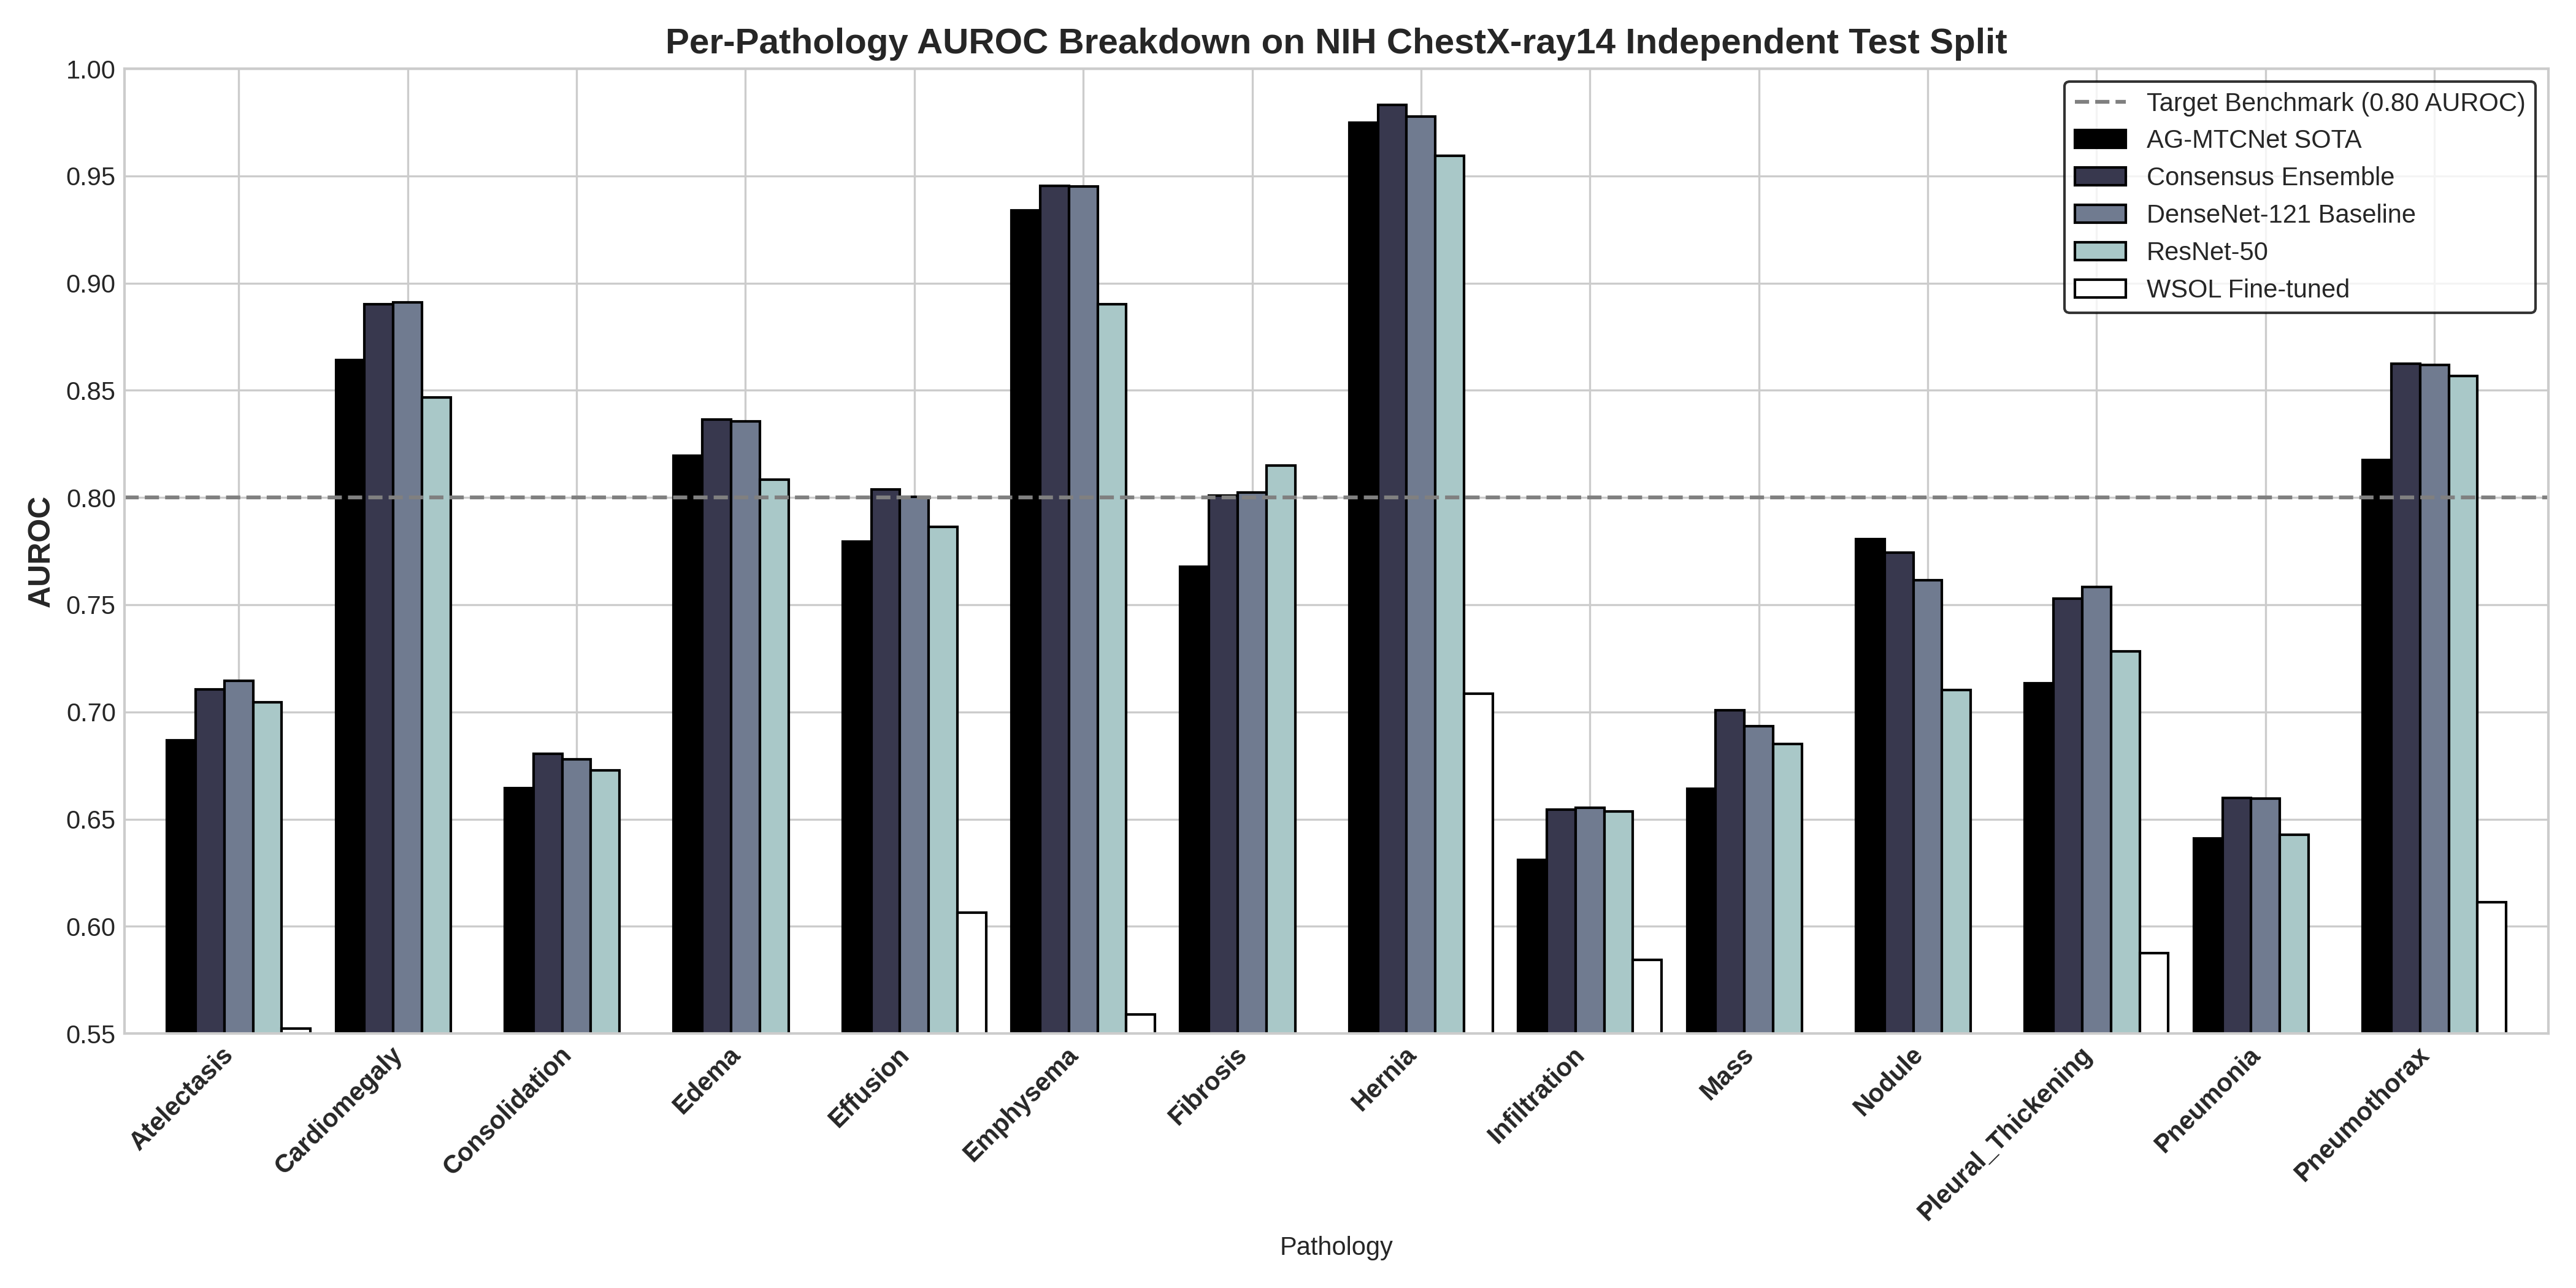 Per-Pathology AUROC Breakdown on NIH ChestX-ray14 Independent Test Split
AUROC
1.00
0.95
0.90
0.85
0.80
0.75
0.70
0.65
0.60
0.55
Target Benchmark (0.80 AUROC)
AG-MTCNet SOTA
Consensus Ensemble
DenseNet-121 Baseline
ResNet-50
WSOL Fine-tuned
Atelectasis
Cardiomegaly
Consolidation
Edema
Effusion
Emphysema
Fibrosis
Hernia
Infiltration
Mass
Nodule
Pleural_Thickening
Pneumonia
Pneumothorax
Pathology